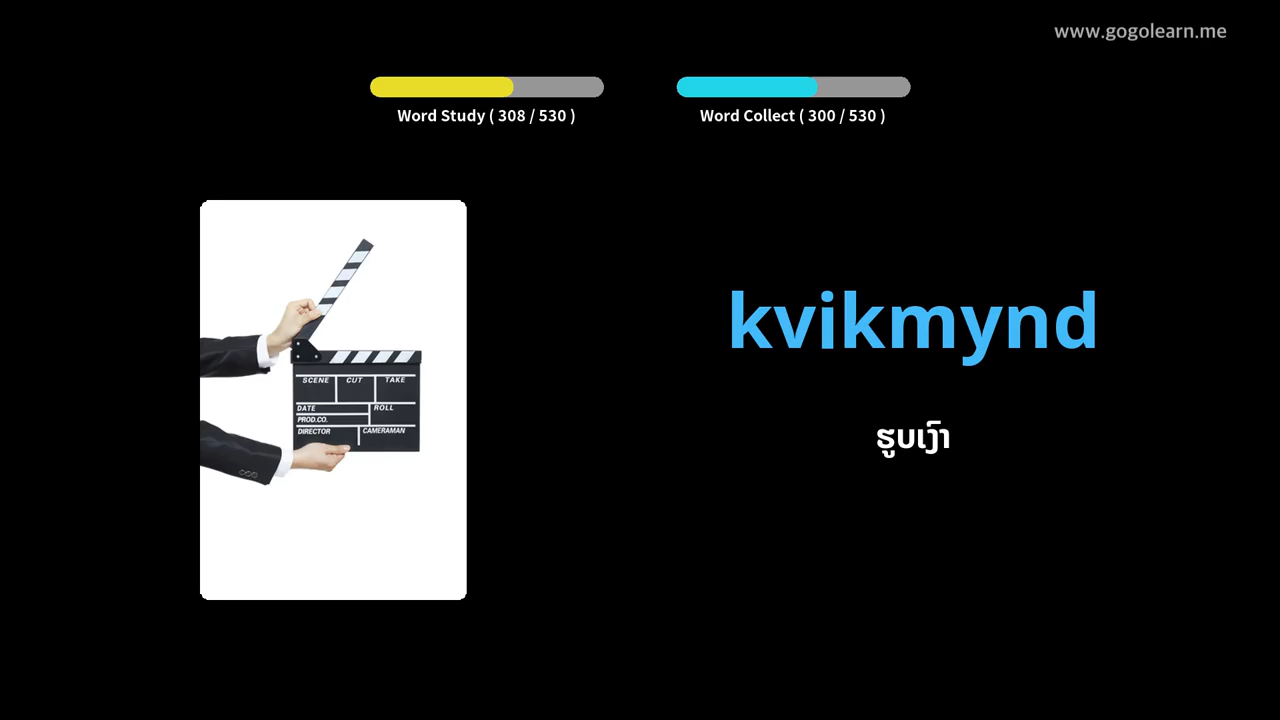 www.gogolearn.me
Word Study ( 308 / 530 )
Word Collect ( 300 / 530 )
SCENE CUT TAKE
DATE ROLL
PROD.CO.
DIRECTOR CAMERAMAN
kvikmynd
ຮູບເງົາ